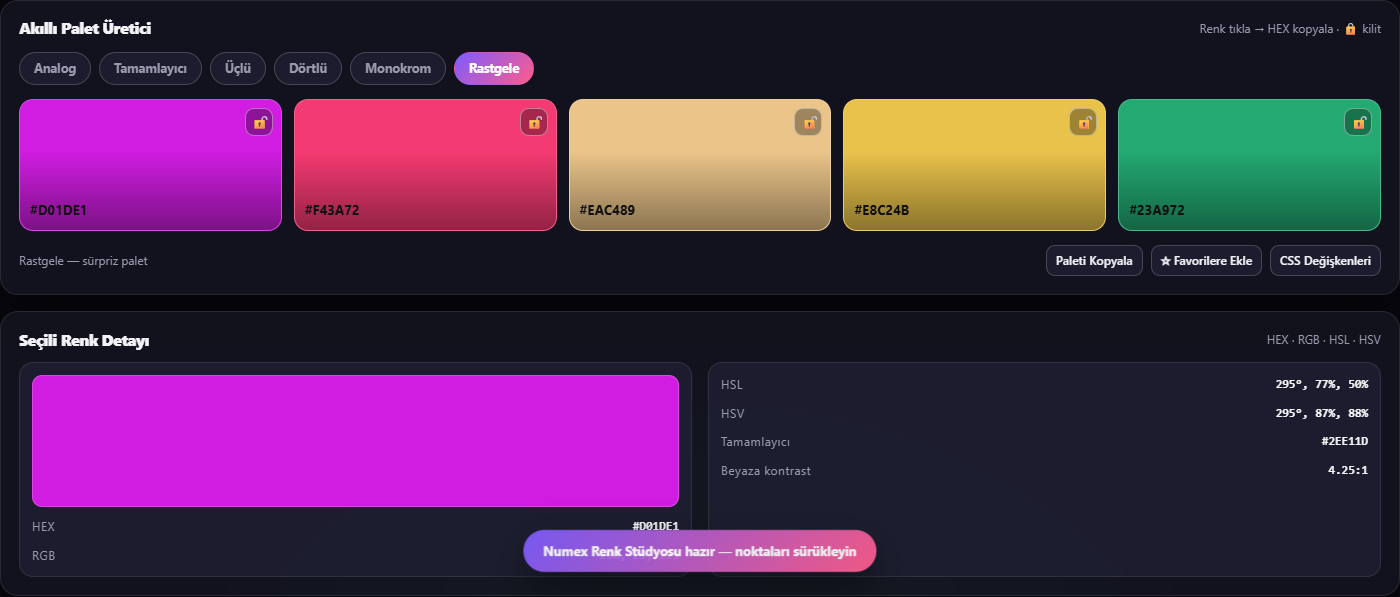 Akıllı Palet Üretici
Renk tıkla → HEX kopyala · 🔒 kilit
Analog
Tamamlayıcı
Üçlü
Dörtlü
Monokrom
Rastgele
#D01DE1
#F43A72
#EAC489
#E8C24B
#23A972
Rastgele — sürpriz palet
Paleti Kopyala
☆ Favorilere Ekle
CSS Değişkenleri
Seçili Renk Detayı
HEX · RGB · HSL · HSV
HEX #D01DE1
RGB
HSL 295°, 77%, 50%
HSV 295°, 87%, 88%
Tamamlayıcı #2EE11D
Beyaza kontrast 4.25:1
Numex Renk Stüdyosu hazır — noktaları sürükleyin